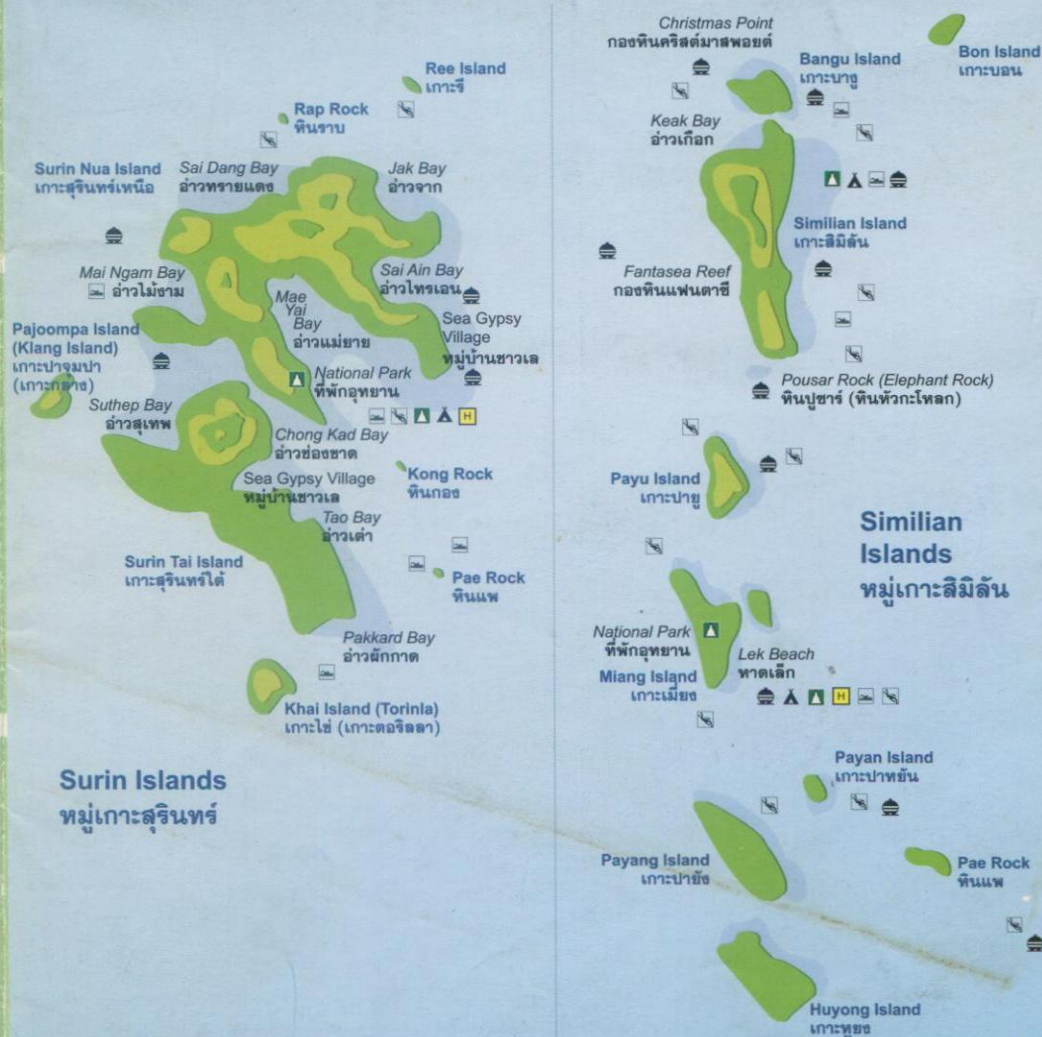 Ree Island
เกาะรี
Rap Rock
หินราบ
Surin Nua Island
เกาะสุรินทร์เหนือ
Sai Dang Bay
อ่าวทรายแดง
Jak Bay
อ่าวจาก
Mai Ngam Bay
อ่าวไม้งาม
Sai Ain Bay
อ่าวไทรเอน
Mae
Yai
Bay
อ่าวแม่ยาย
Sea Gypsy
Village
หมู่บ้านชาวเล
Pajoompa Island
(Klang Island)
เกาะปาจุมปา
(เกาะกลาง)
National Park
ที่พักอุทยาน
H
Suthep Bay
อ่าวสุเทพ
Chong Kad Bay
อ่าวช่องขาด
Sea Gypsy Village
หมู่บ้านชาวเล
Kong Rock
หินกอง
Tao Bay
อ่าวเต่า
Surin Tai Island
เกาะสุรินทร์ใต้
Pae Rock
หินแพ
Pakkard Bay
อ่าวผักกาด
Khai Island (Torinla)
เกาะไข่ (เกาะตอริลลา)
Surin Islands
หมู่เกาะสุรินทร์
Christmas Point
กองหินคริสต์มาสพอยต์
Bon Island
เกาะบอน
Bangu Island
เกาะบางู
Keak Bay
อ่าวเกือก
Similian Island
เกาะสิมิลัน
Fantasea Reef
กองหินแฟนตาซี
Pousar Rock (Elephant Rock)
หินปูซาร์ (หินหัวกะโหลก)
Payu Island
เกาะปายู
Similian
Islands
หมู่เกาะสิมิลัน
National Park
ที่พักอุทยาน
Lek Beach
หาดเล็ก
Miang Island
เกาะเมี่ยง
H
Payan Island
เกาะปาหยัน
Payang Island
เกาะปายัง
Pae Rock
หินแพ
Huyong Island
เกาะหูยง